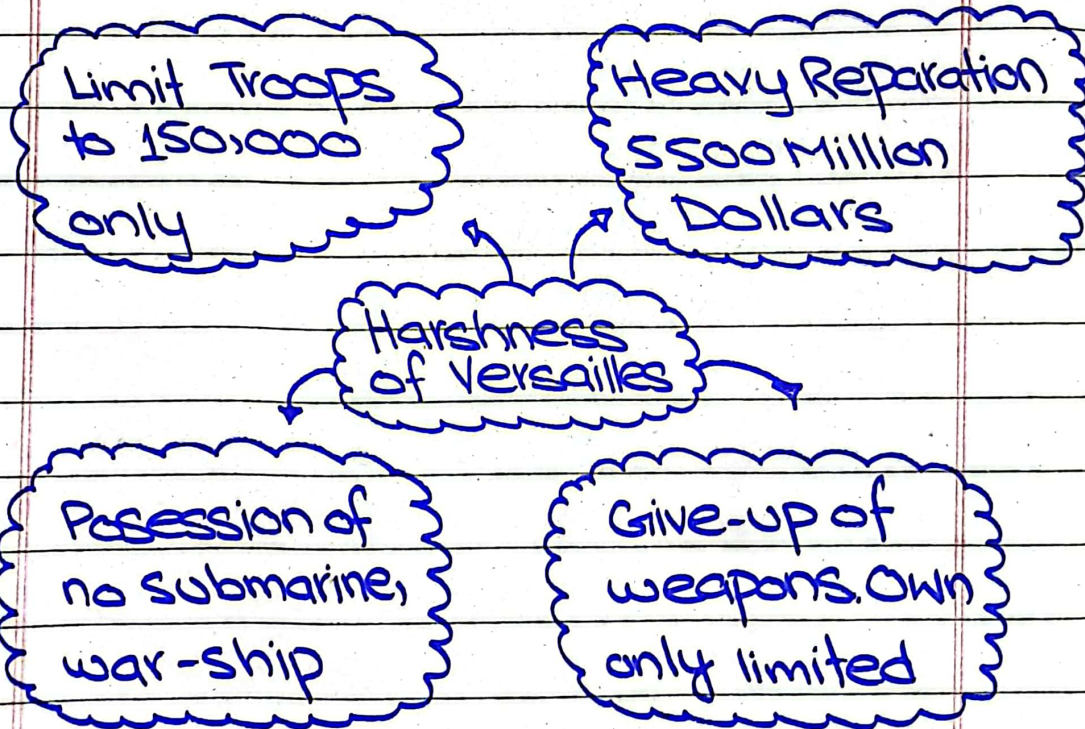 Limit Troops
to 150,000
only
Heavy Reparation
5500 Million
Dollars
Harshness
of Versailles
Posession of
no submarine,
war-ship
Give-up of
weapons. Own
only limited